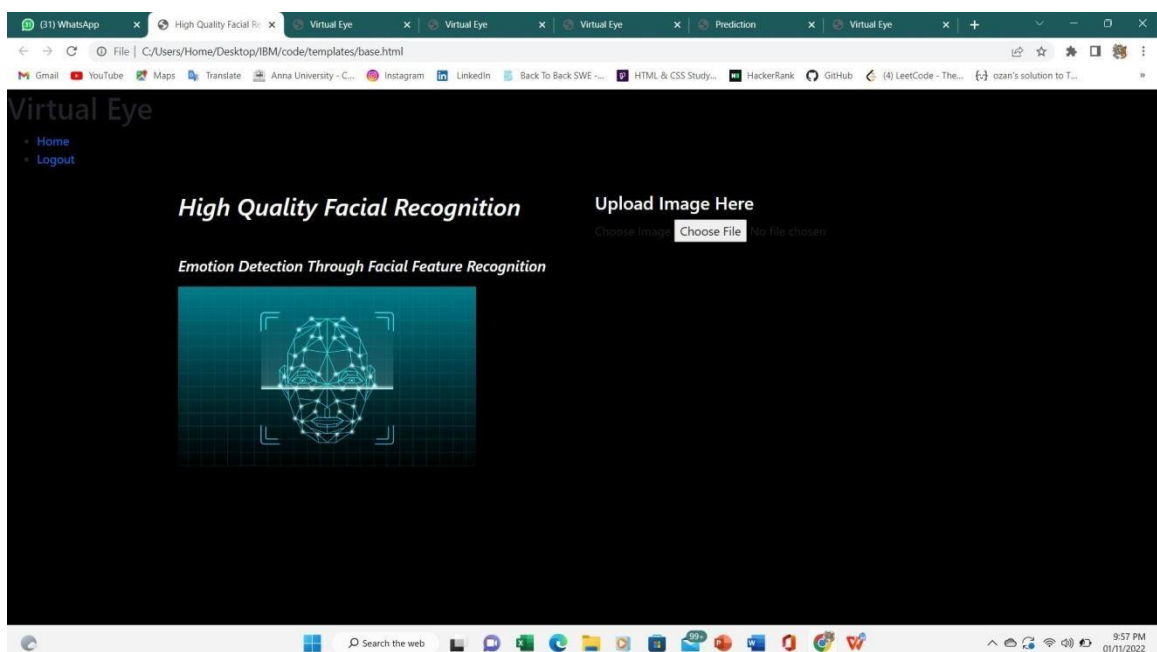 (31) WhatsApp
High Quality Facial Re
Virtual Eye
Virtual Eye
Virtual Eye
Prediction
Virtual Eye
File | C:/Users/Home/Desktop/IBM/code/templates/base.html
Gmail YouTube Maps Translate Anna University - C... Instagram LinkedIn Back To Back SWE -... HTML & CSS Study... HackerRank GitHub (4) LeetCode - The... ozan's solution to T...
Virtual Eye
Home
Logout
High Quality Facial Recognition
Upload Image Here
Choose Image Choose File No file chosen
Emotion Detection Through Facial Feature Recognition
Search the web
99+
9:57 PM
01/11/2022